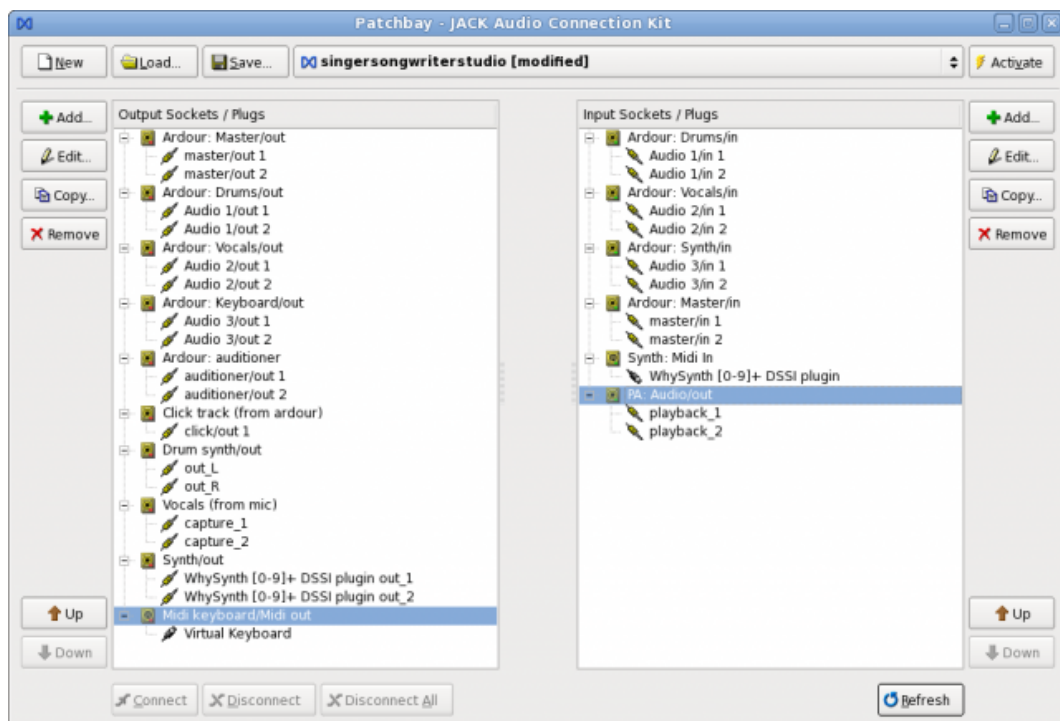 Patchbay - JACK Audio Connection Kit
New
Load...
Save...
singersongwriterstudio [modified]
Activate
Add...
Edit...
Copy...
Remove
Up
Down
Output Sockets / Plugs
Ardour: Master/out
master/out 1
master/out 2
Ardour: Drums/out
Audio 1/out 1
Audio 1/out 2
Ardour: Vocals/out
Audio 2/out 1
Audio 2/out 2
Ardour: Keyboard/out
Audio 3/out 1
Audio 3/out 2
Ardour: auditioner
auditioner/out 1
auditioner/out 2
Click track (from ardour)
click/out 1
Drum synth/out
out_L
out_R
Vocals (from mic)
capture_1
capture_2
Synth/out
WhySynth [0-9]+ DSSI plugin out_1
WhySynth [0-9]+ DSSI plugin out_2
Midi keyboard/Midi out
Virtual Keyboard
Input Sockets / Plugs
Ardour: Drums/in
Audio 1/in 1
Audio 1/in 2
Ardour: Vocals/in
Audio 2/in 1
Audio 2/in 2
Ardour: Synth/in
Audio 3/in 1
Audio 3/in 2
Ardour: Master/in
master/in 1
master/in 2
Synth: Midi In
WhySynth [0-9]+ DSSI plugin
PA: Audio/out
playback_1
playback_2
Add...
Edit...
Copy...
Remove
Up
Down
Connect
Disconnect
Disconnect All
Refresh